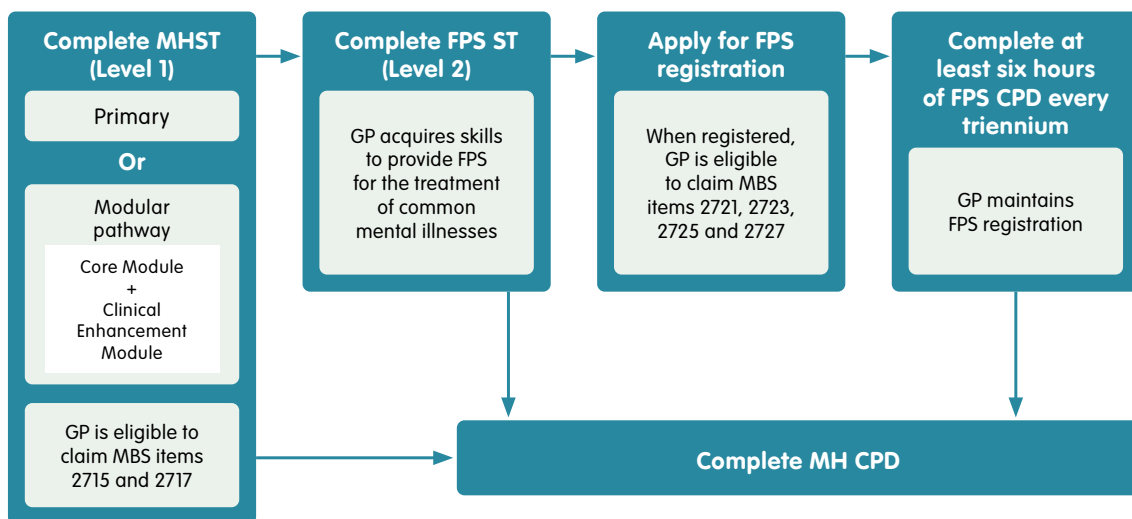 Complete MHST
(Level 1)
Primary
Or
Modular
pathway
Core Module
+
Clinical
Enhancement
Module
GP is eligible to
claim MBS items
2715 and 2717
Complete FPS ST
(Level 2)
GP acquires skills
to provide FPS
for the treatment
of common
mental illnesses
Apply for FPS
registration
When registered,
GP is eligible
to claim MBS
items 2721, 2723,
2725 and 2727
Complete at
least six hours
of FPS CPD every
triennium
GP maintains
FPS registration
Complete MH CPD